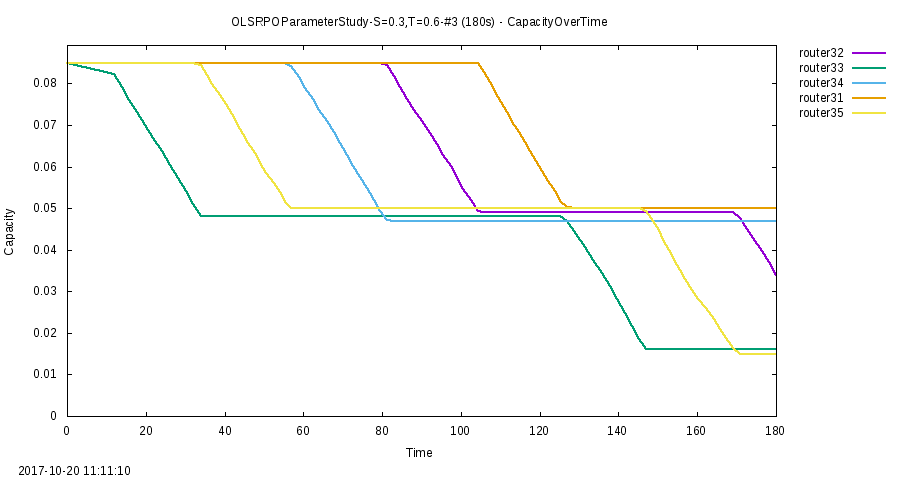 OLSRPOParameterStudy-S=0.3,T=0.6-#3 (180s) - CapacityOverTime
router32
router33
router34
router31
router35
0.08
0.07
0.06
0.05
0.04
0.03
0.02
0.01
0
Capacity
0 20 40 60 80 100 120 140 160 180
Time
2017-10-20 11:11:10